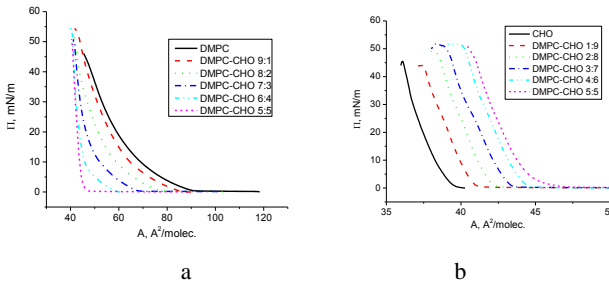 60
50
40
30
20
10
0
Π, mN/m
DMPC
DMPC-CHO 9:1
DMPC-CHO 8:2
DMPC-CHO 7:3
DMPC-CHO 6:4
DMPC-CHO 5:5
40 60 80 100 120
A, A²/molec.
a
60
50
40
30
20
10
0
Π, mN/m
CHO
DMPC-CHO 1:9
DMPC-CHO 2:8
DMPC-CHO 3:7
DMPC-CHO 4:6
DMPC-CHO 5:5
35 40 45
A, A²/molec.
b